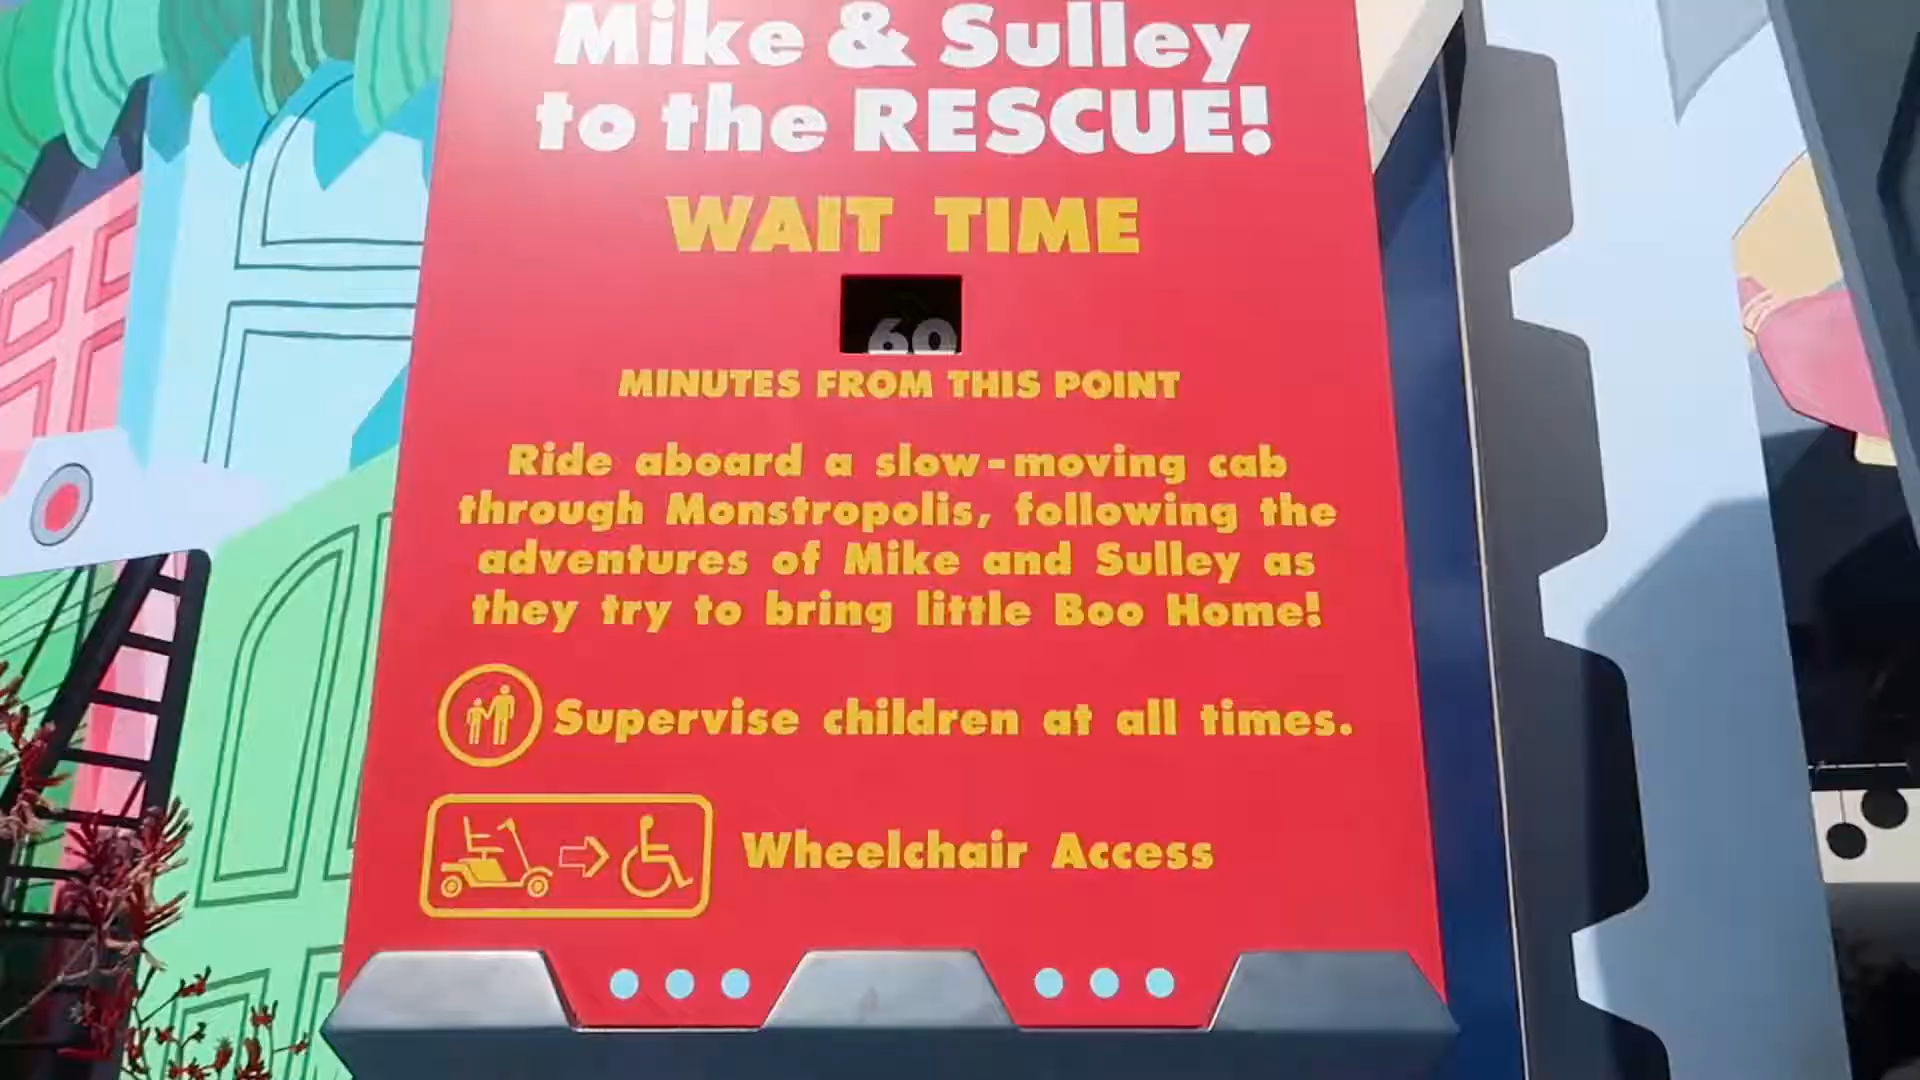 Mike & Sulley
to the RESCUE!
WAIT TIME
60
MINUTES FROM THIS POINT
Ride aboard a slow-moving cab
through Monstropolis, following the
adventures of Mike and Sulley as
they try to bring little Boo Home!
Supervise children at all times.
Wheelchair Access